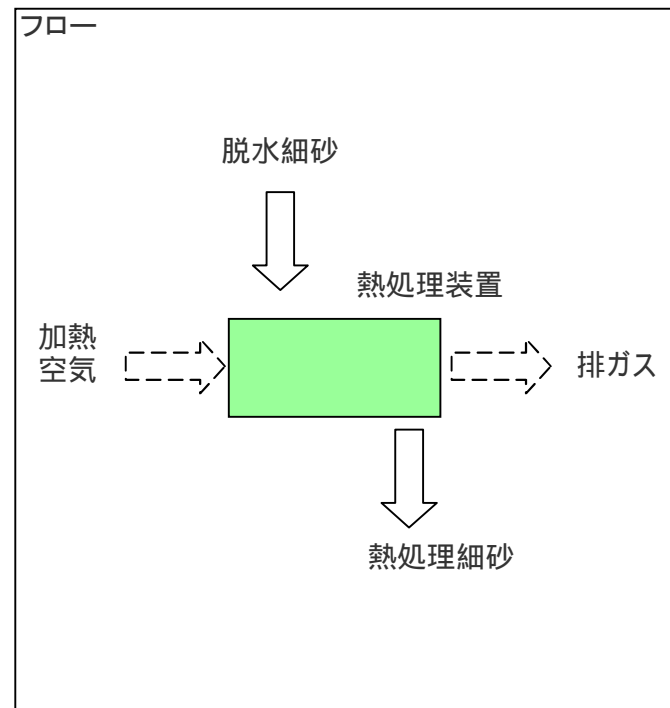 フロー
脱水細砂
熱処理装置
加熱
空気
排ガス
熱処理細砂